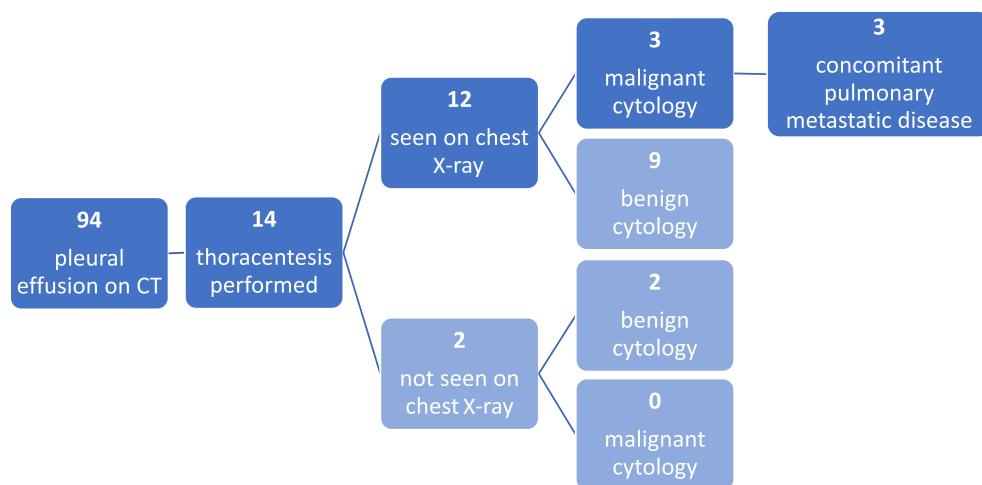 94
pleural
effusion on CT
14
thoracentesis
performed
12
seen on chest
X-ray
2
not seen on
chest X-ray
3
malignant
cytology
9
benign
cytology
2
benign
cytology
0
malignant
cytology
3
concomitant
pulmonary
metastatic disease